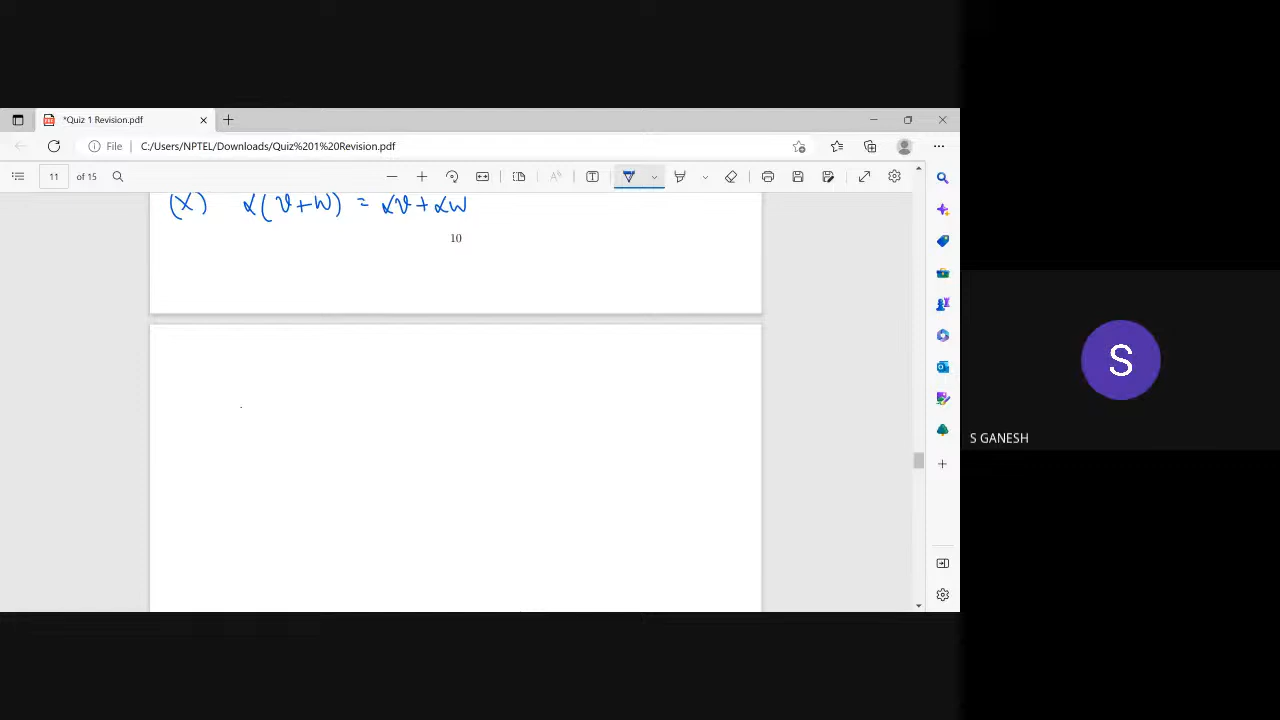 *Quiz 1 Revision.pdf
File C:/Users/NPTEL/Downloads/Quiz%201%20Revision.pdf
11 of 15
(X) α(v+w) = αv+αw
10
S
S GANESH